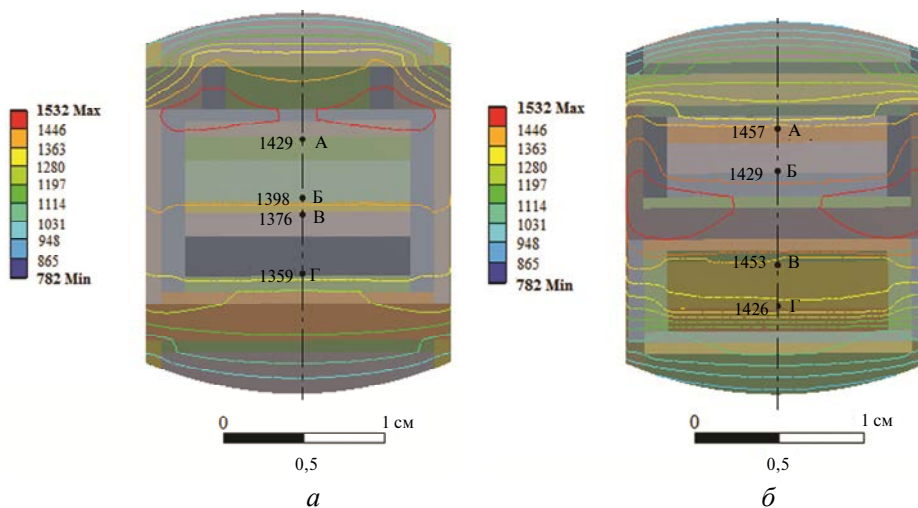 1532 Max
1446
1363
1280
1197
1114
1031
948
865
782 Min
1429 А
1398 Б
1376 В
1359 Г
0 1 см
0,5
а
1532 Max
1446
1363
1280
1197
1114
1031
948
865
782 Min
1457 А
1429 Б
1453 В
1426 Г
0 1 см
0,5
б